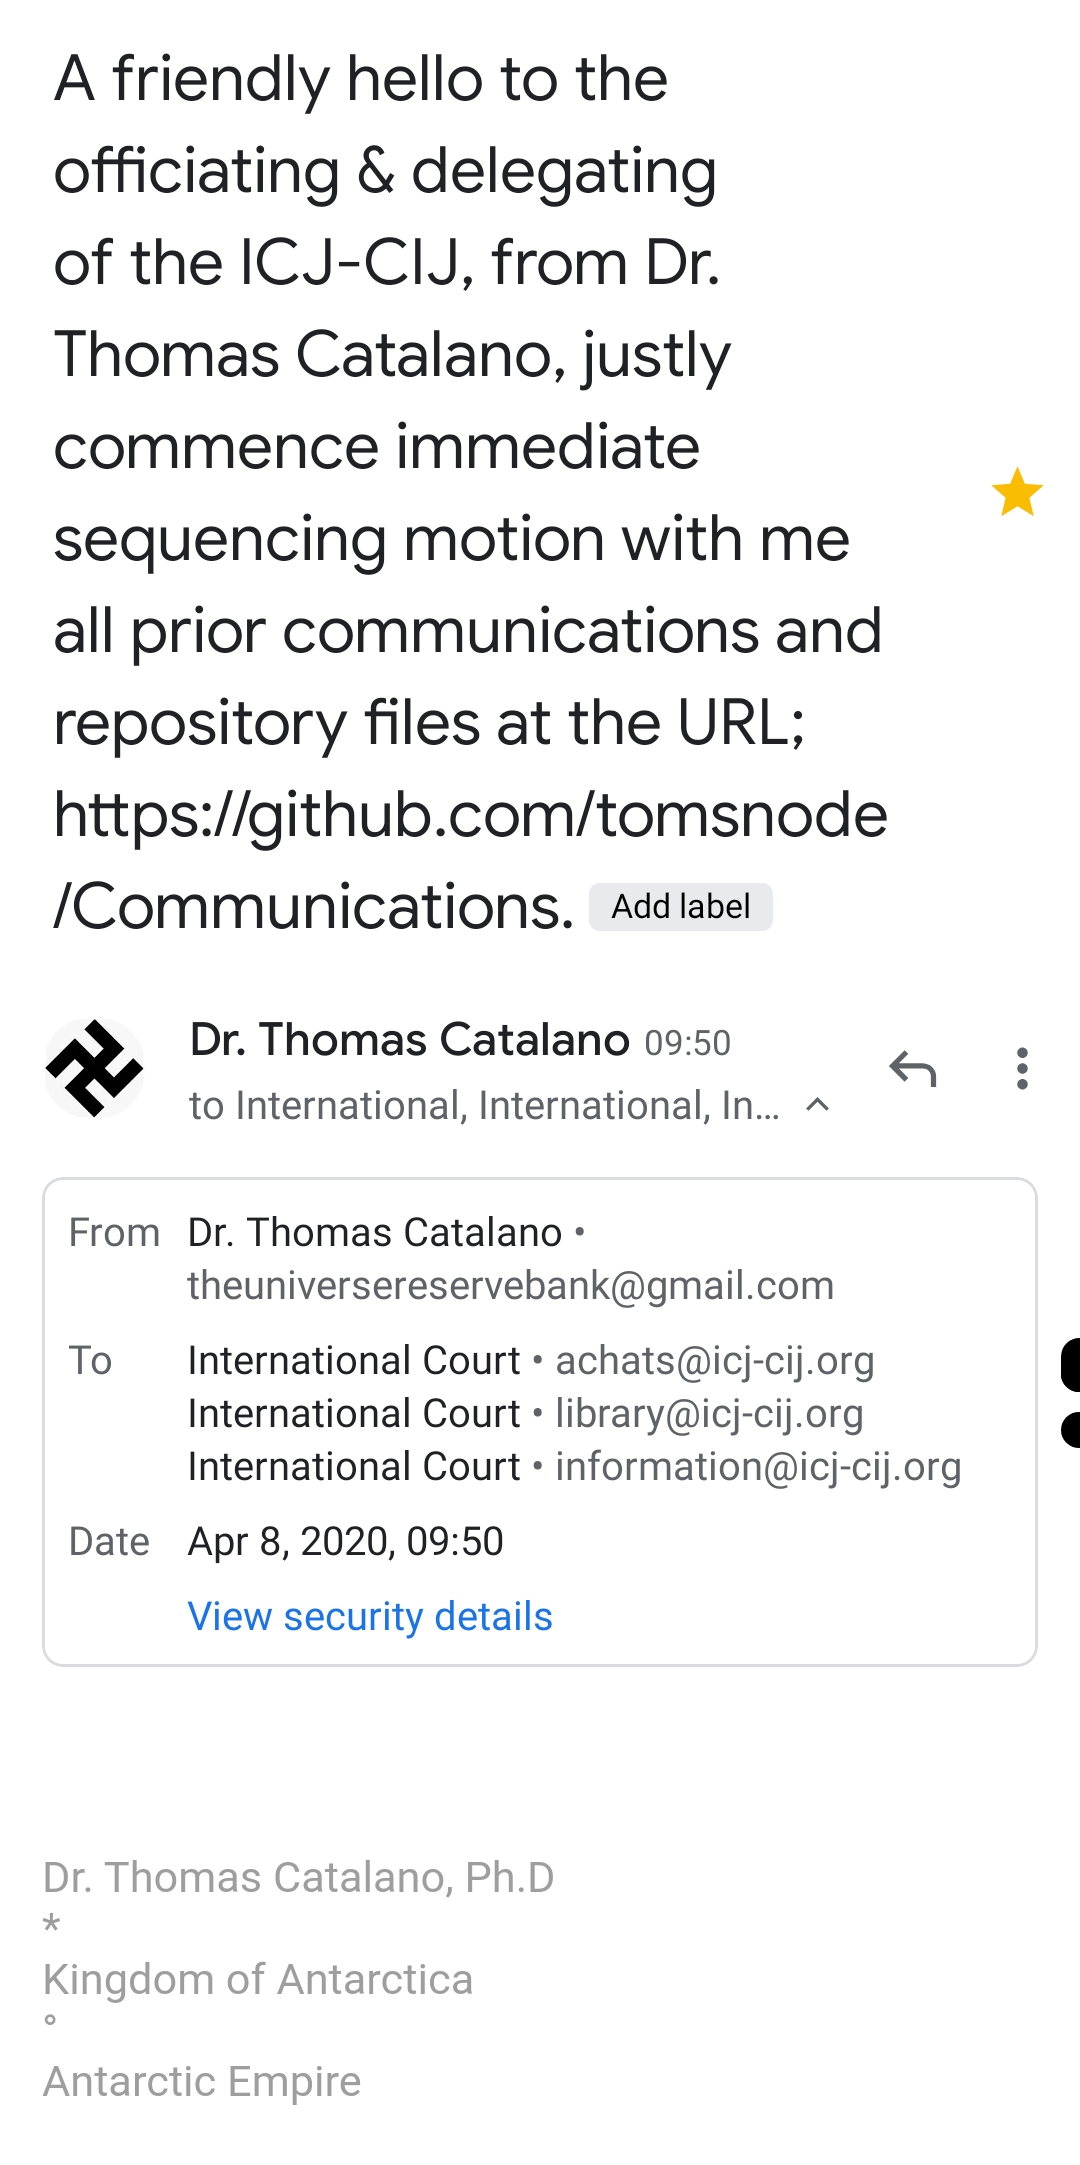 A friendly hello to the
officiating & delegating
of the ICJ-CIJ, from Dr.
Thomas Catalano, justly
commence immediate
sequencing motion with me
all prior communications and
repository files at the URL;
https://github.com/tomsnode
/Communications. Add label
Dr. Thomas Catalano 09:50
to International, International, In...
From Dr. Thomas Catalano •
theuniversereservebank@gmail.com
To International Court • achats@icj-cij.org
International Court • library@icj-cij.org
International Court • information@icj-cij.org
Date Apr 8, 2020, 09:50
View security details
Dr. Thomas Catalano, Ph.D
*
Kingdom of Antarctica
°
Antarctic Empire